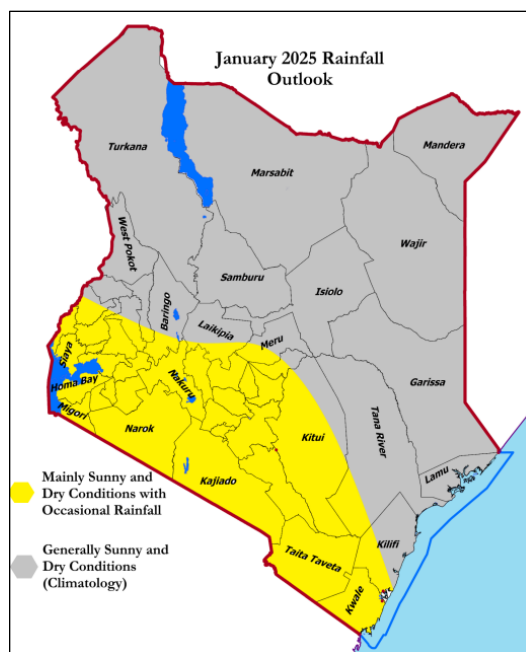 January 2025 Rainfall
Outlook
Turkana
Marsabit
Mandera
West Pokot
Wajir
Samburu
Isiolo
Baringo
Laikipia
Meru
Siaya
Garissa
Homa Bay
Nakuru
Migori
Narok
Kitui
Tana River
Kajiado
Lamu
Mainly Sunny and
Dry Conditions with
Occasional Rainfall
Kilifi
Taita Taveta
Generally Sunny and
Dry Conditions
(Climatology)
Kwale